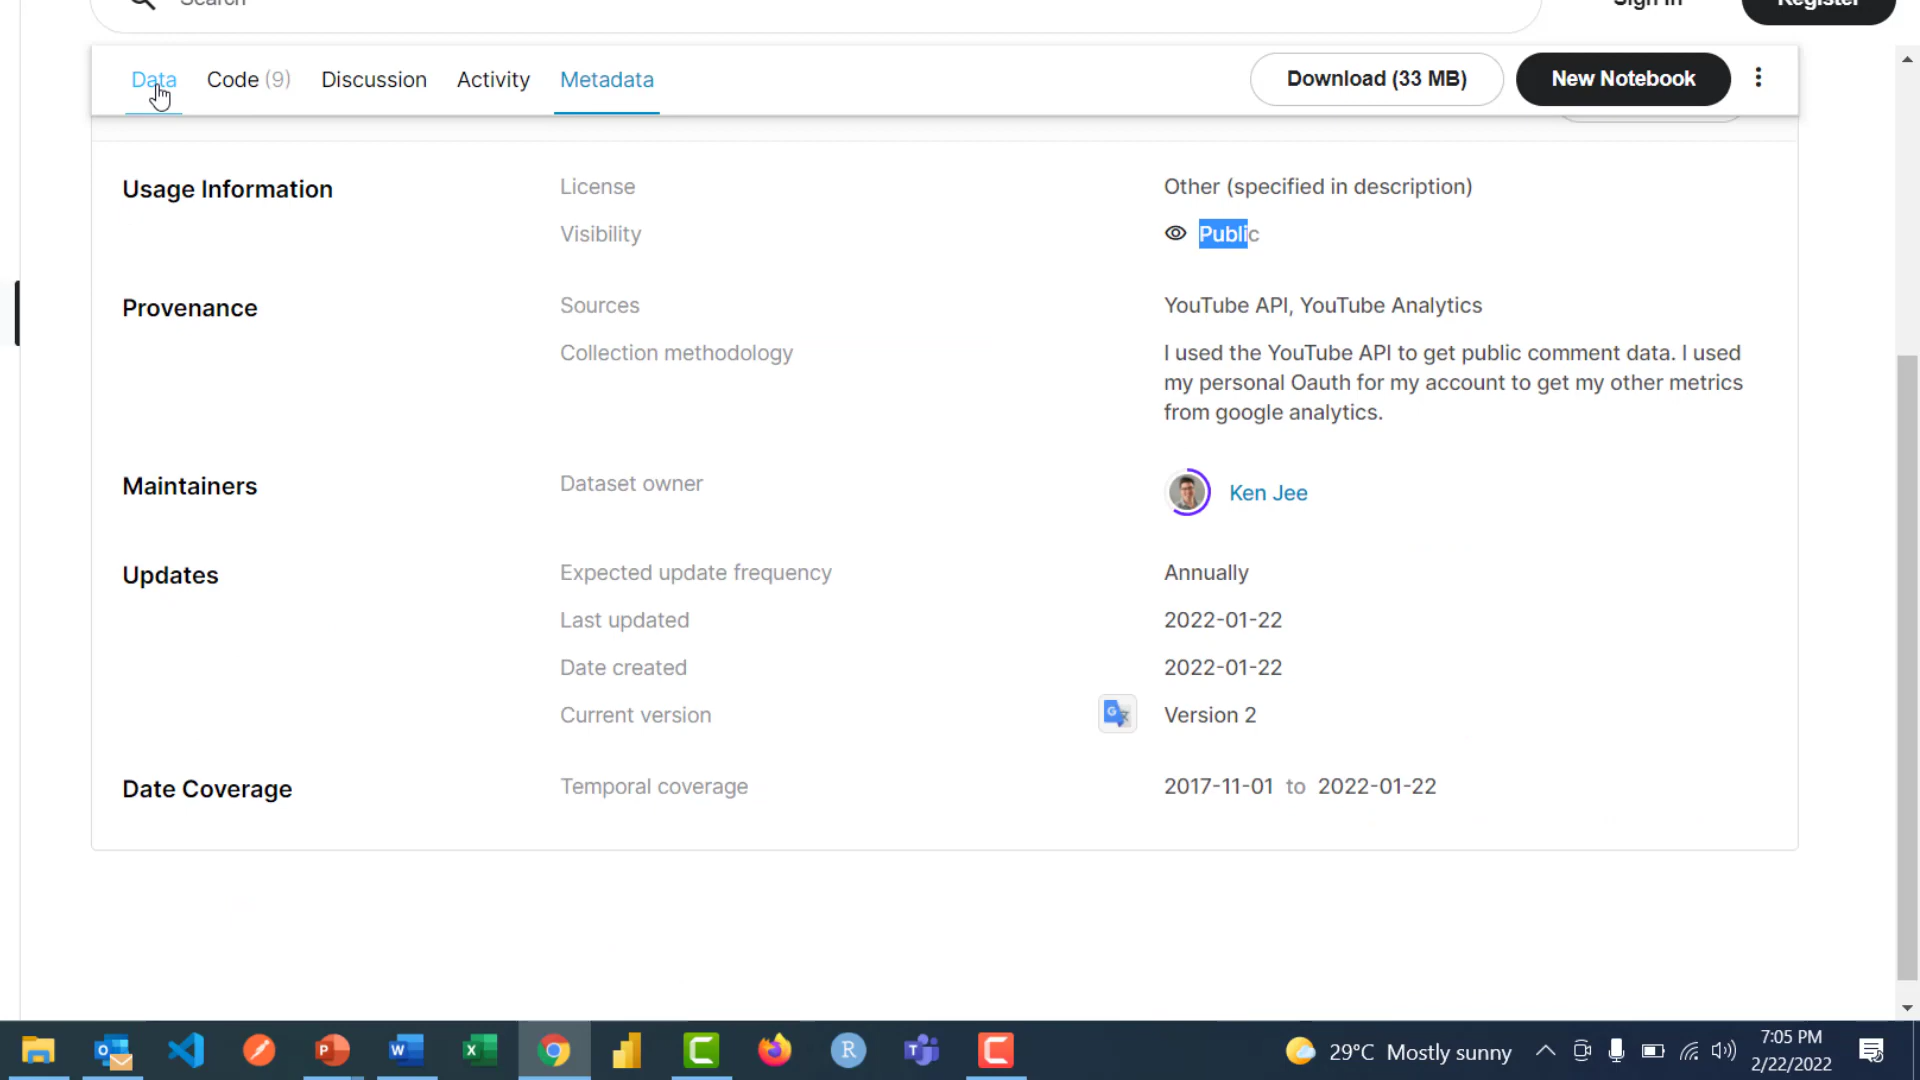 Search
Sign In
Register
Data
Code (9)
Discussion
Activity
Metadata
Download (33 MB)
New Notebook
Usage Information
License
Other (specified in description)
Visibility
Public
Provenance
Sources
YouTube API, YouTube Analytics
Collection methodology
I used the YouTube API to get public comment data. I used
my personal Oauth for my account to get my other metrics
from google analytics.
Maintainers
Dataset owner
Ken Jee
Updates
Expected update frequency
Annually
Last updated
2022-01-22
Date created
2022-01-22
Current version
Version 2
Date Coverage
Temporal coverage
2017-11-01 to 2022-01-22
29°C Mostly sunny
7:05 PM
2/22/2022